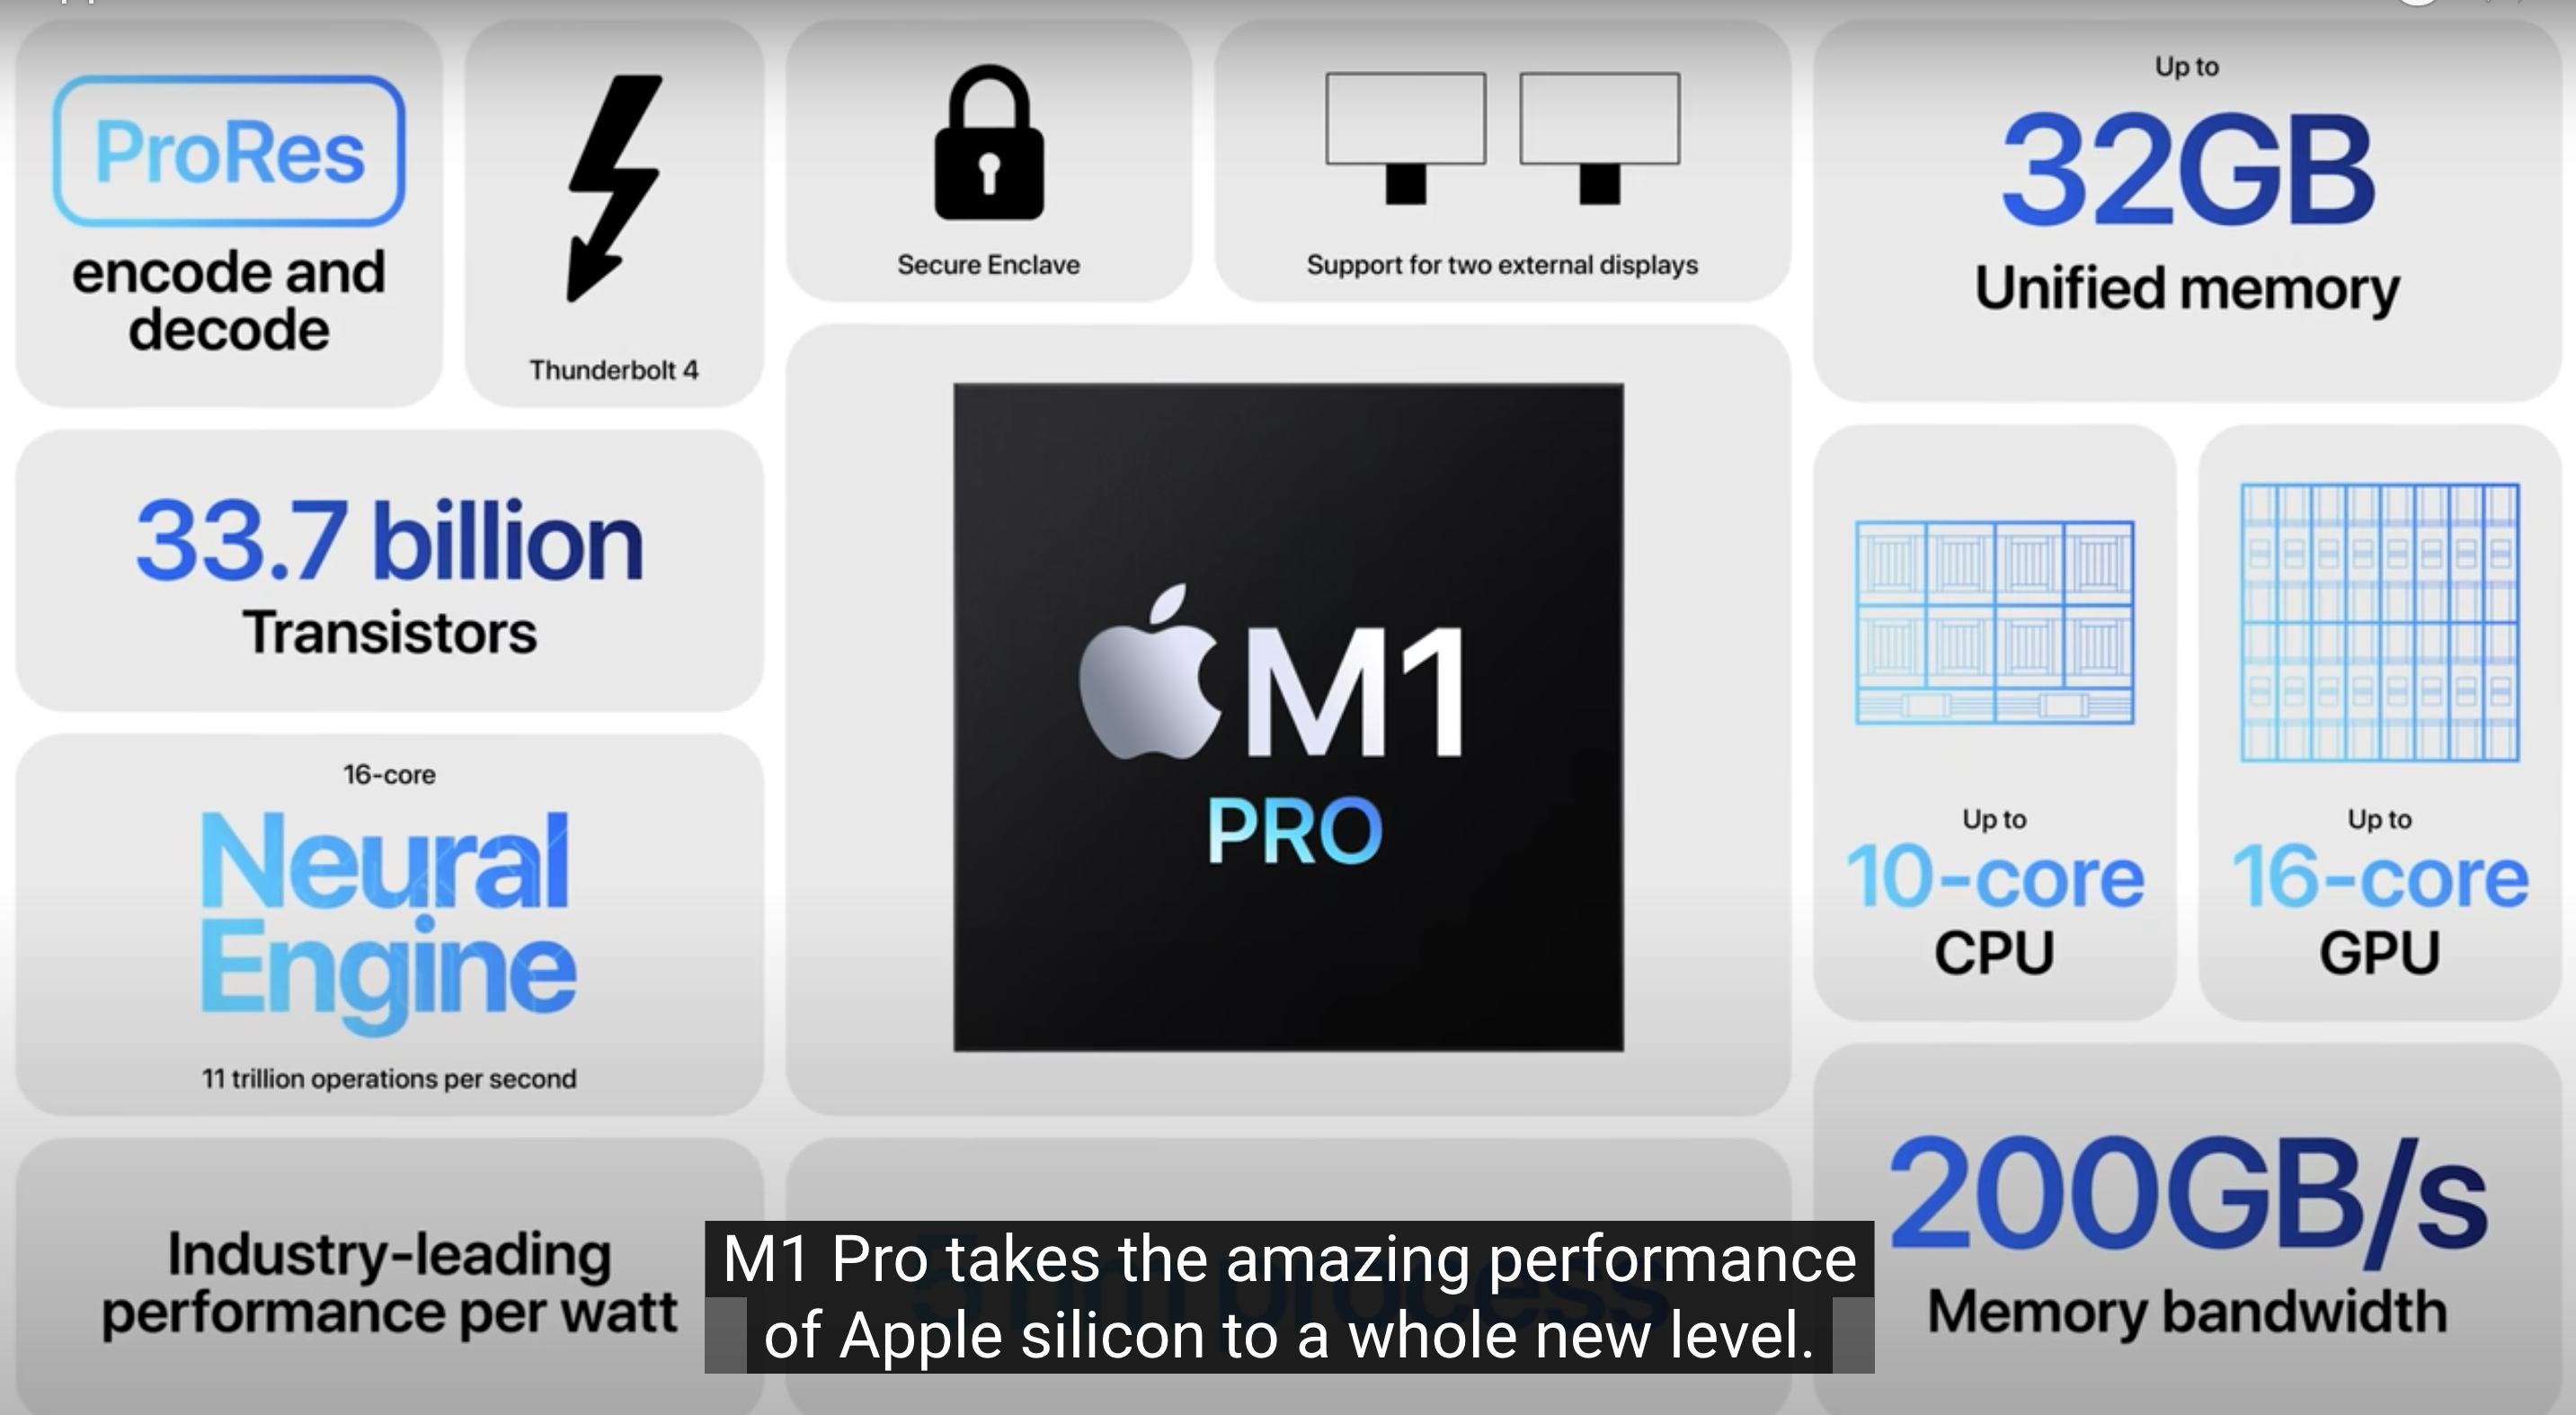 ProRes
encode and
decode
Thunderbolt 4
Secure Enclave
Support for two external displays
Up to
32GB
Unified memory
33.7 billion
Transistors
M1
PRO
Up to
10-core
CPU
Up to
16-core
GPU
16-core
Neural
Engine
11 trillion operations per second
Industry-leading
performance per watt
5 nm process
200GB/s
Memory bandwidth
M1 Pro takes the amazing performance
of Apple silicon to a whole new level.